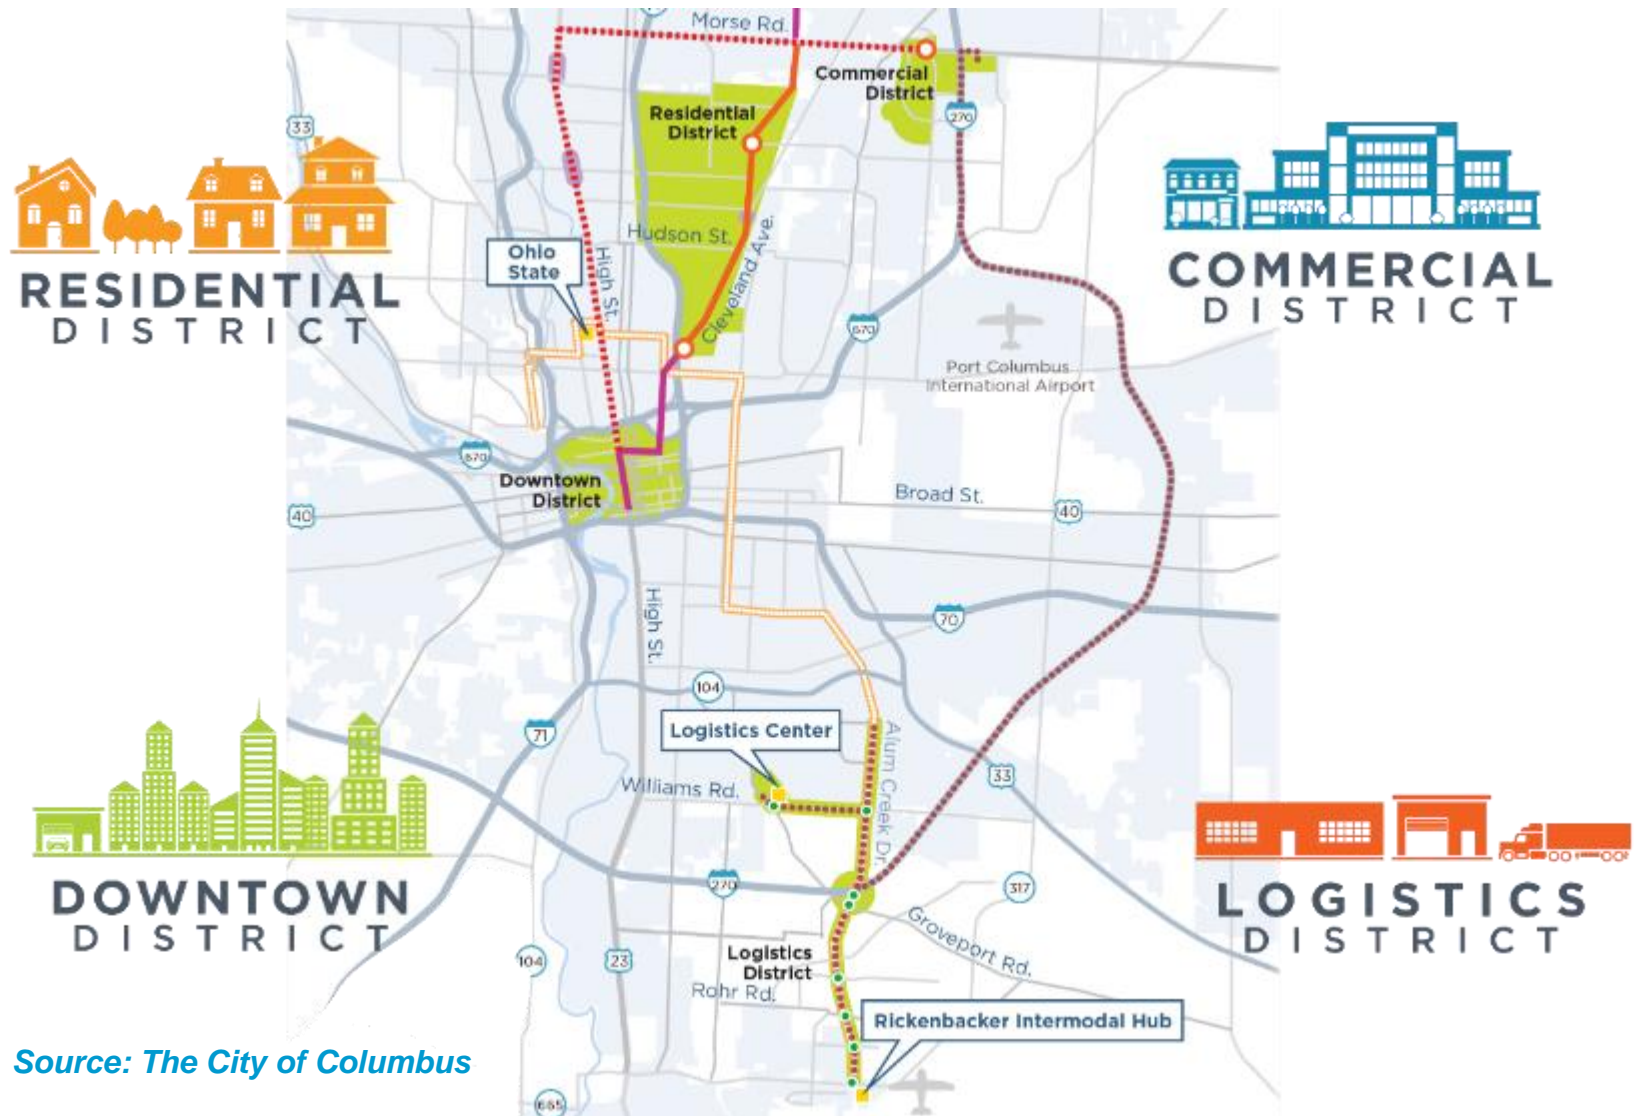 Morse Rd.
Commercial
District
Residential
District
33
270
RESIDENTIAL
DISTRICT
COMMERCIAL
DISTRICT
Hudson St.
Ohio
State
High St.
Cleveland Ave.
670
Port Columbus
International Airport
670
Downtown
District
Broad St.
40
40
High St.
70
104
71
Logistics Center
Alum Creek Dr.
Williams Rd.
33
270
317
DOWNTOWN
DISTRICT
LOGISTICS
DISTRICT
Groveport Rd.
104
23
Logistics
District
Rohr Rd.
Rickenbacker Intermodal Hub
Source: The City of Columbus
665